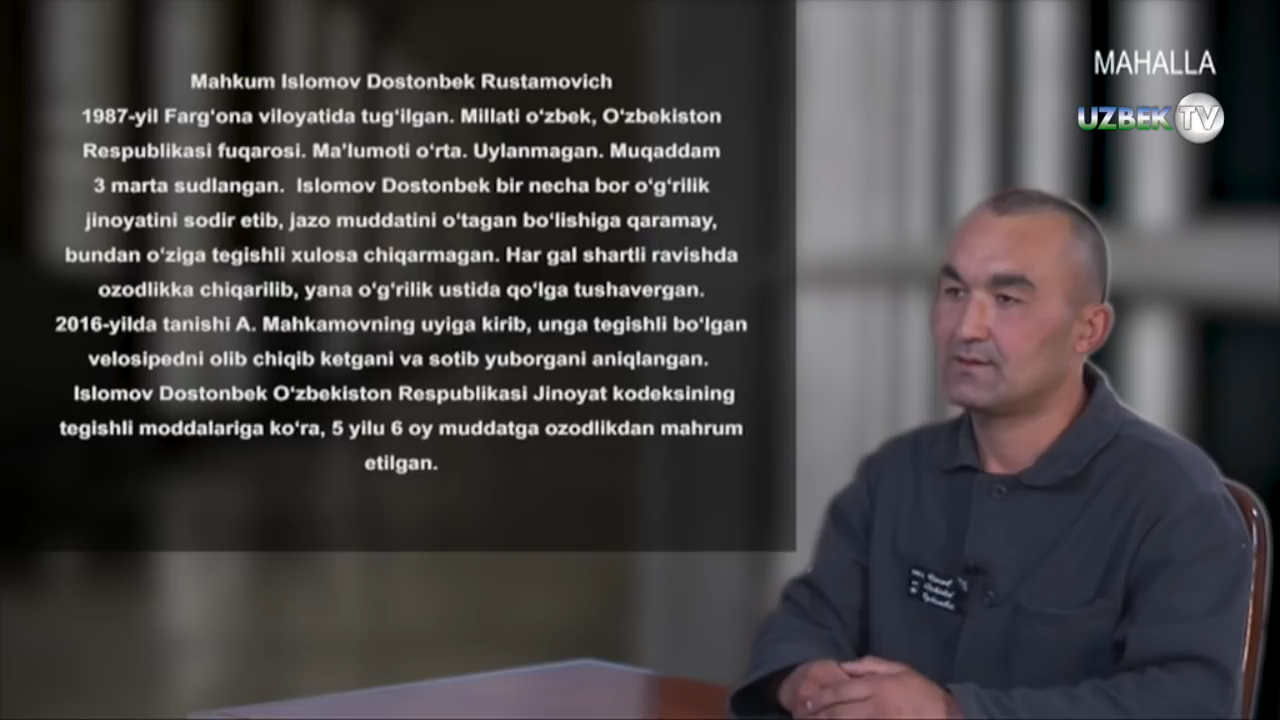 Mahkum Islomov Dostonbek Rustamovich
1987-yil Farg‘ona viloyatida tug‘ilgan. Millati o‘zbek, O‘zbekiston
Respublikasi fuqarosi. Ma’lumoti o‘rta. Uylanmagan. Muqaddam
3 marta sudlangan. Islomov Dostonbek bir necha bor o‘g‘rilik
jinoyatini sodir etib, jazo muddatini o‘tagan bo‘lishiga qaramay,
bundan o‘ziga tegishli xulosa chiqarmagan. Har gal shartli ravishda
ozodlikka chiqarilib, yana o‘g‘rilik ustida qo‘lga tushavergan.
2016-yilda tanishi A. Mahkamovning uyiga kirib, unga tegishli bo‘lgan
velosipedni olib chiqib ketgani va sotib yuborgani aniqlangan.
Islomov Dostonbek O‘zbekiston Respublikasi Jinoyat kodeksining
tegishli moddalariga ko‘ra, 5 yilu 6 oy muddatga ozodlikdan mahrum
etilgan.
MAHALLA
UZBEK TV